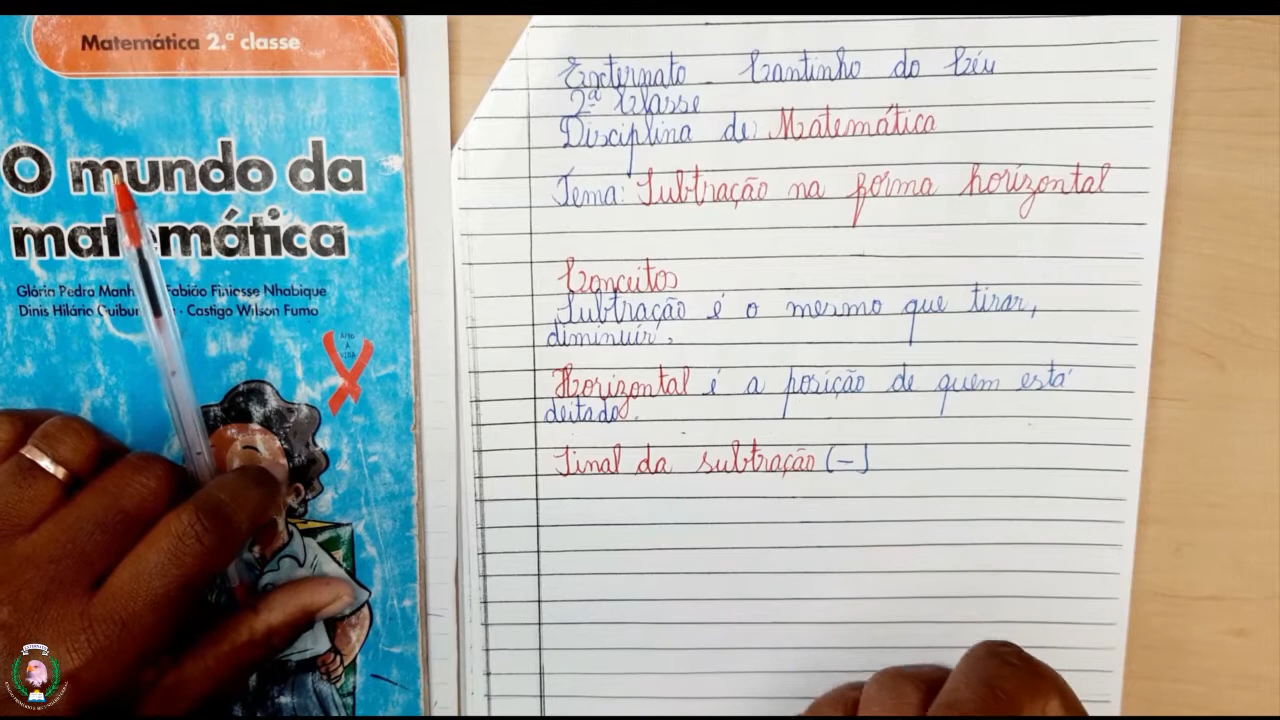 Matemática 2.ª classe
O mundo da
matemática
Glória Pedro Fabião Finiosse Nhabique
Dinis Hilário · Castigo Wilson Fumo
Externato Cantinho do Céu
2ª Classe
Disciplina de: Matemática
Tema: Subtração na forma horizontal
Conceitos
Subtração é o mesmo que tirar,
diminuir.
Horizontal é a posição de quem está
deitado.
Sinal da subtração (-)